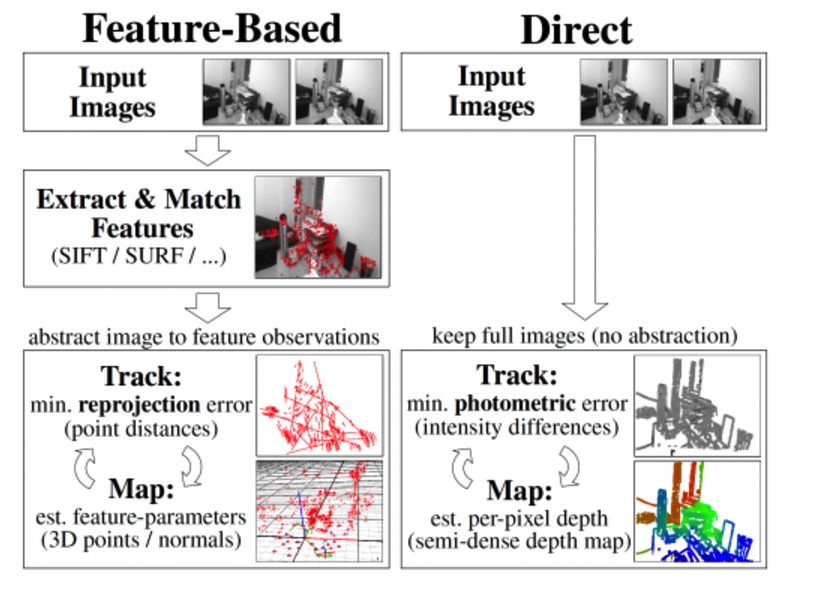 Feature-Based
Input
Images
Extract & Match
Features
(SIFT / SURF / ...)
abstract image to feature observations
Track:
min. reprojection error
(point distances)
Map:
est. feature-parameters
(3D points / normals)
Direct
Input
Images
keep full images (no abstraction)
Track:
min. photometric error
(intensity differences)
Map:
est. per-pixel depth
(semi-dense depth map)